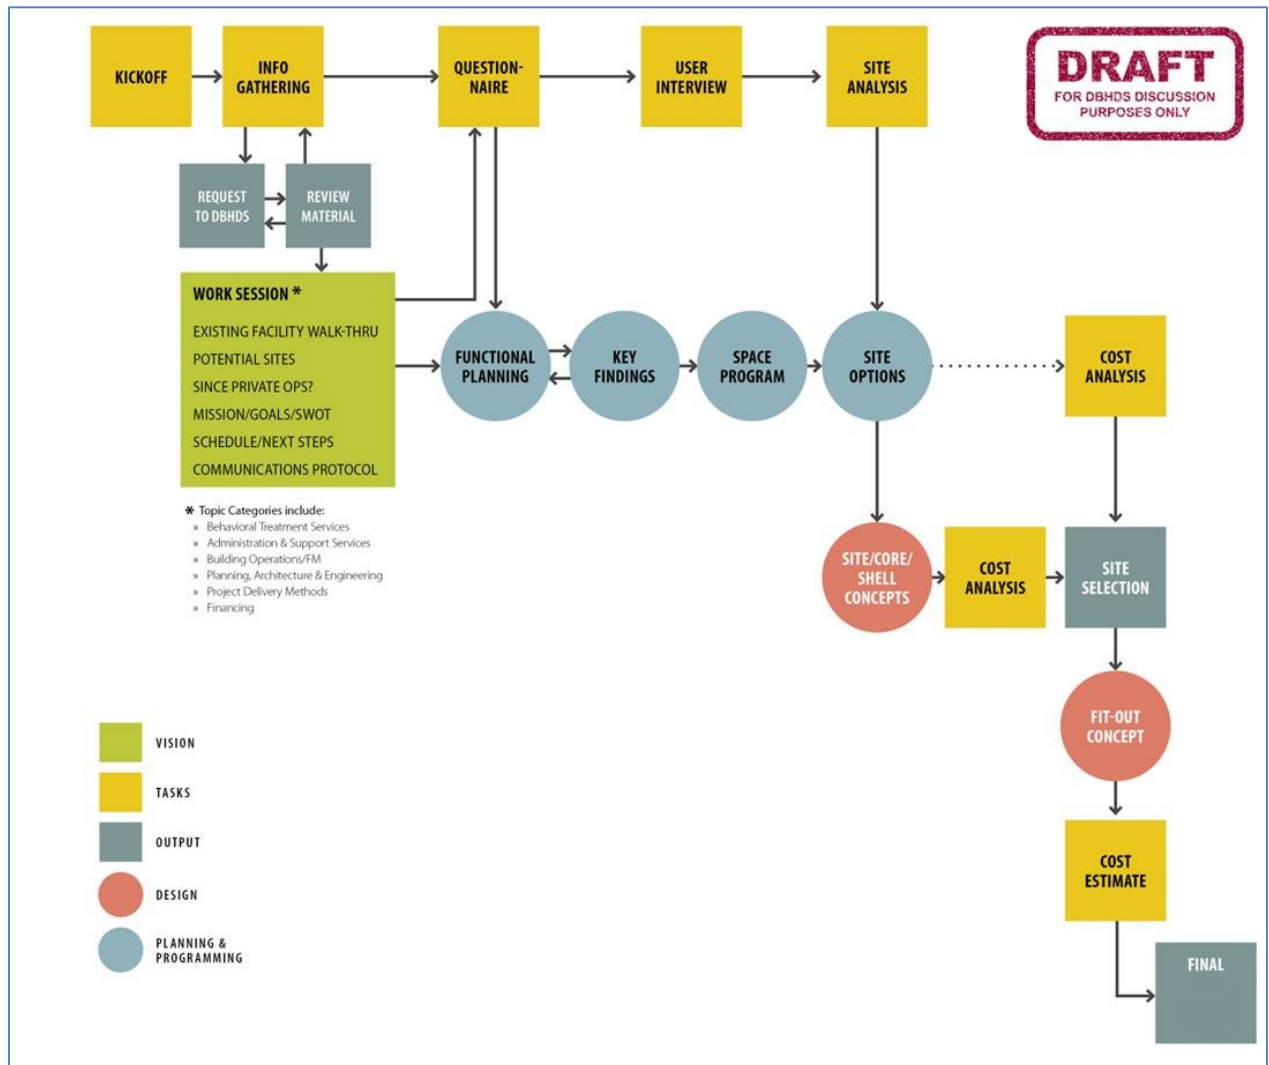 KICKOFF
INFO
GATHERING
QUESTION-
NAIRE
USER
INTERVIEW
SITE
ANALYSIS
DRAFT
FOR DBHDS DISCUSSION
PURPOSES ONLY
REQUEST
TO DBHDS
REVIEW
MATERIAL
WORK SESSION *
EXISTING FACILITY WALK-THRU
POTENTIAL SITES
SINCE PRIVATE OPS?
MISSION/GOALS/SWOT
SCHEDULE/NEXT STEPS
COMMUNICATIONS PROTOCOL
FUNCTIONAL
PLANNING
KEY
FINDINGS
SPACE
PROGRAM
SITE
OPTIONS
COST
ANALYSIS
* Topic Categories include:
» Behavioral Treatment Services
» Administration & Support Services
» Building Operations/FM
» Planning, Architecture & Engineering
» Project Delivery Methods
» Financing
SITE/CORE/
SHELL
CONCEPTS
COST
ANALYSIS
SITE
SELECTION
FIT-OUT
CONCEPT
VISION
TASKS
OUTPUT
DESIGN
PLANNING &
PROGRAMMING
COST
ESTIMATE
FINAL